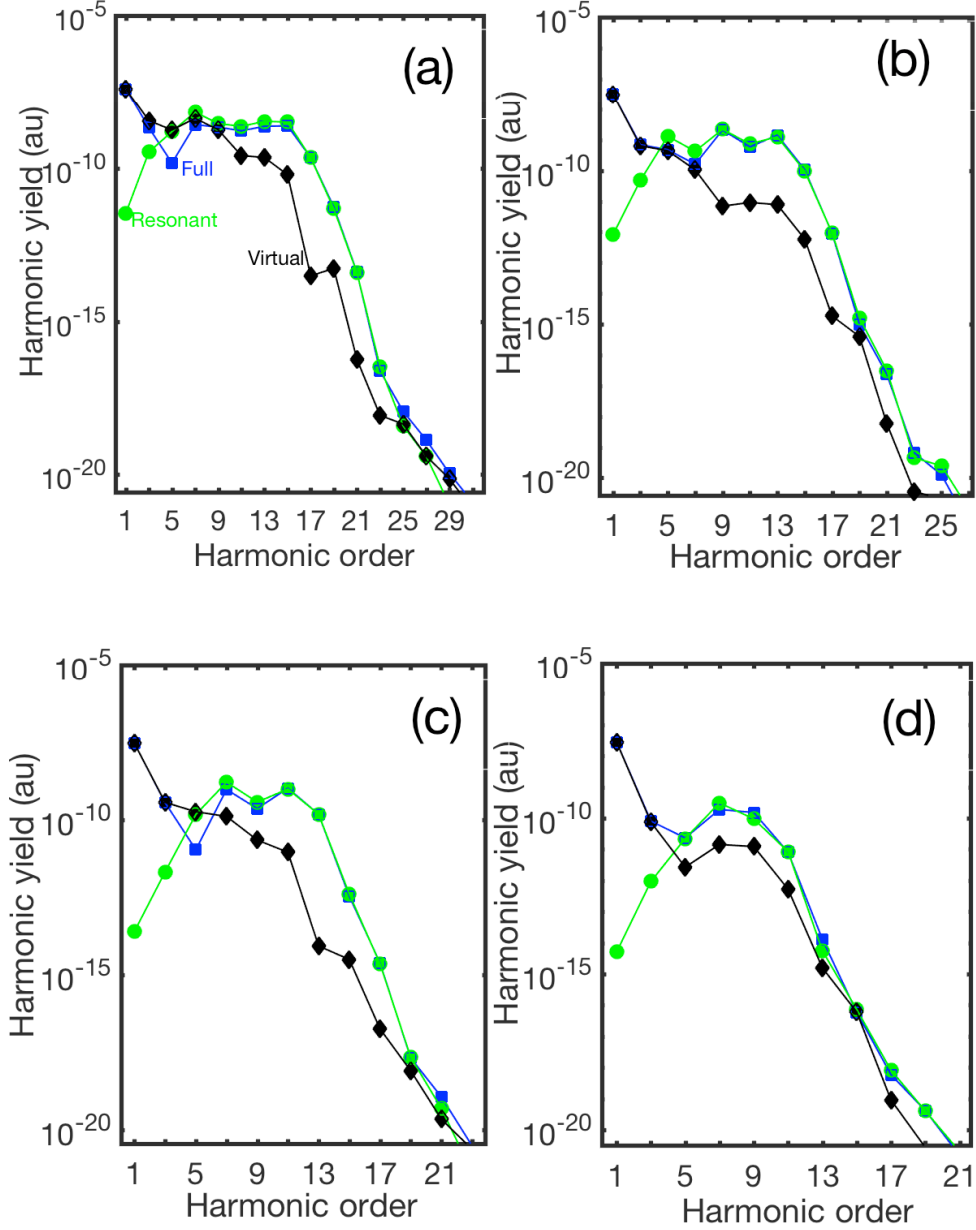 (a)
10^-5
10^-10
10^-15
10^-20
Harmonic yield (au)
Full
Resonant
Virtual
1 5 9 13 17 21 25 29
Harmonic order
(b)
10^-5
10^-10
10^-15
10^-20
Harmonic yield (au)
1 5 9 13 17 21 25
Harmonic order
(c)
10^-5
10^-10
10^-15
10^-20
Harmonic yield (au)
1 5 9 13 17 21
Harmonic order
(d)
10^-5
10^-10
10^-15
10^-20
Harmonic yield (au)
1 5 9 13 17 21
Harmonic order